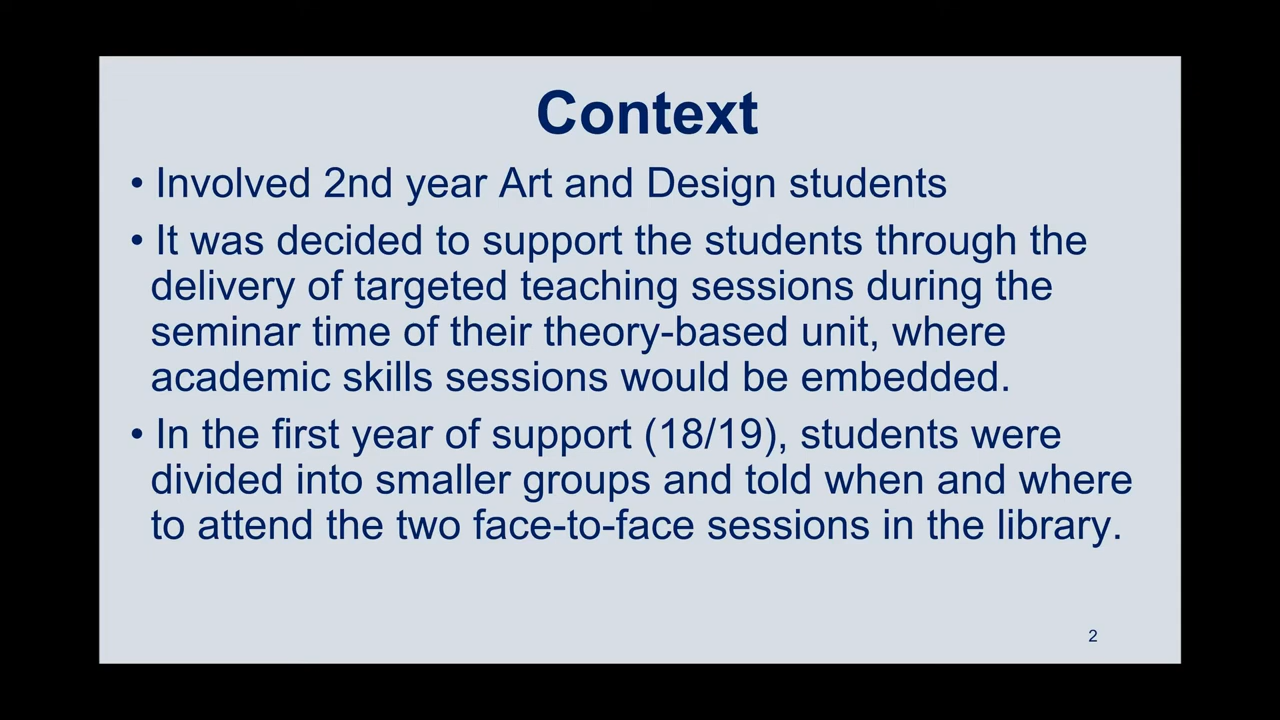 Context
• Involved 2nd year Art and Design students
• It was decided to support the students through the
delivery of targeted teaching sessions during the
seminar time of their theory-based unit, where
academic skills sessions would be embedded.
• In the first year of support (18/19), students were
divided into smaller groups and told when and where
to attend the two face-to-face sessions in the library.
2